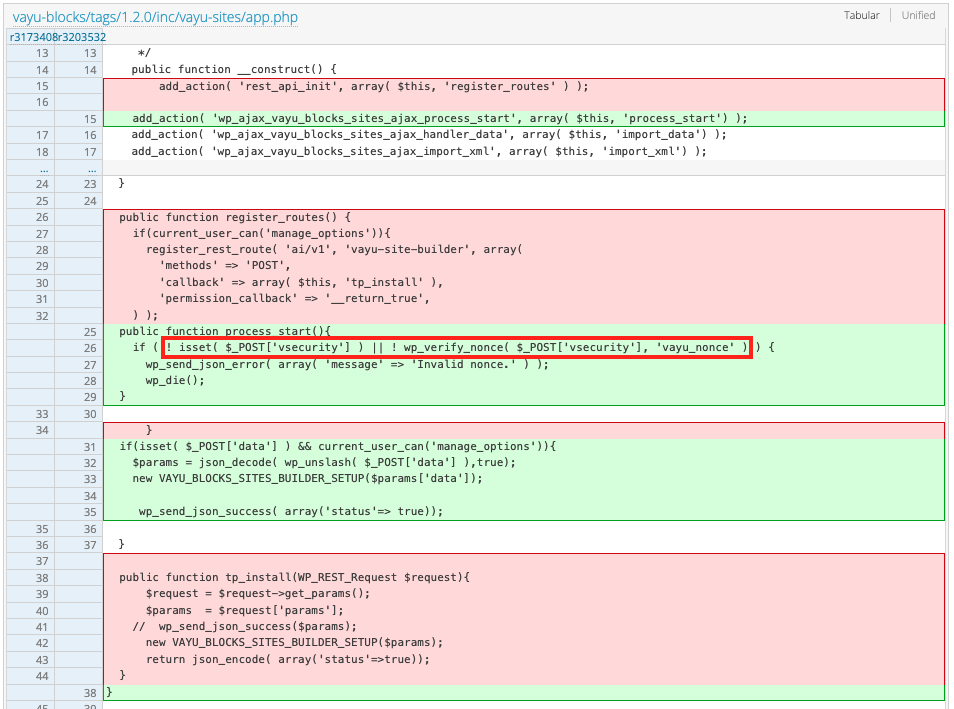 vayu-blocks/tags/1.2.0/inc/vayu-sites/app.php
Tabular Unified
r3173408 r3203532
13 13 */
14 14 public function __construct() {
15 add_action( 'rest_api_init', array( $this, 'register_routes' ) );
16
15 add_action( 'wp_ajax_vayu_blocks_sites_ajax_process_start', array( $this, 'process_start') );
17 16 add_action( 'wp_ajax_vayu_blocks_sites_ajax_handler_data', array( $this, 'import_data') );
18 17 add_action( 'wp_ajax_vayu_blocks_sites_ajax_import_xml', array( $this, 'import_xml') );
… …
24 23 }
25 24
26 public function register_routes() {
27 if(current_user_can('manage_options')){
28 register_rest_route( 'ai/v1', 'vayu-site-builder', array(
29 'methods' => 'POST',
30 'callback' => array( $this, 'tp_install' ),
31 'permission_callback' => '__return_true',
32 ) );
25 public function process_start(){
26 if ( ! isset( $_POST['vsecurity'] ) || ! wp_verify_nonce( $_POST['vsecurity'], 'vayu_nonce' ) ) {
27 wp_send_json_error( array( 'message' => 'Invalid nonce.' ) );
28 wp_die();
29 }
33 30
34 }
31 if(isset( $_POST['data'] ) && current_user_can('manage_options')){
32 $params = json_decode( wp_unslash( $_POST['data'] ),true);
33 new VAYU_BLOCKS_SITES_BUILDER_SETUP($params['data']);
34
35 wp_send_json_success( array('status'=> true));
35 36
36 37 }
37
38 public function tp_install(WP_REST_Request $request){
39 $request = $request->get_params();
40 $params = $request['params'];
41 // wp_send_json_success($params);
42 new VAYU_BLOCKS_SITES_BUILDER_SETUP($params);
43 return json_encode( array('status'=>true));
44 }
38 }
45 39